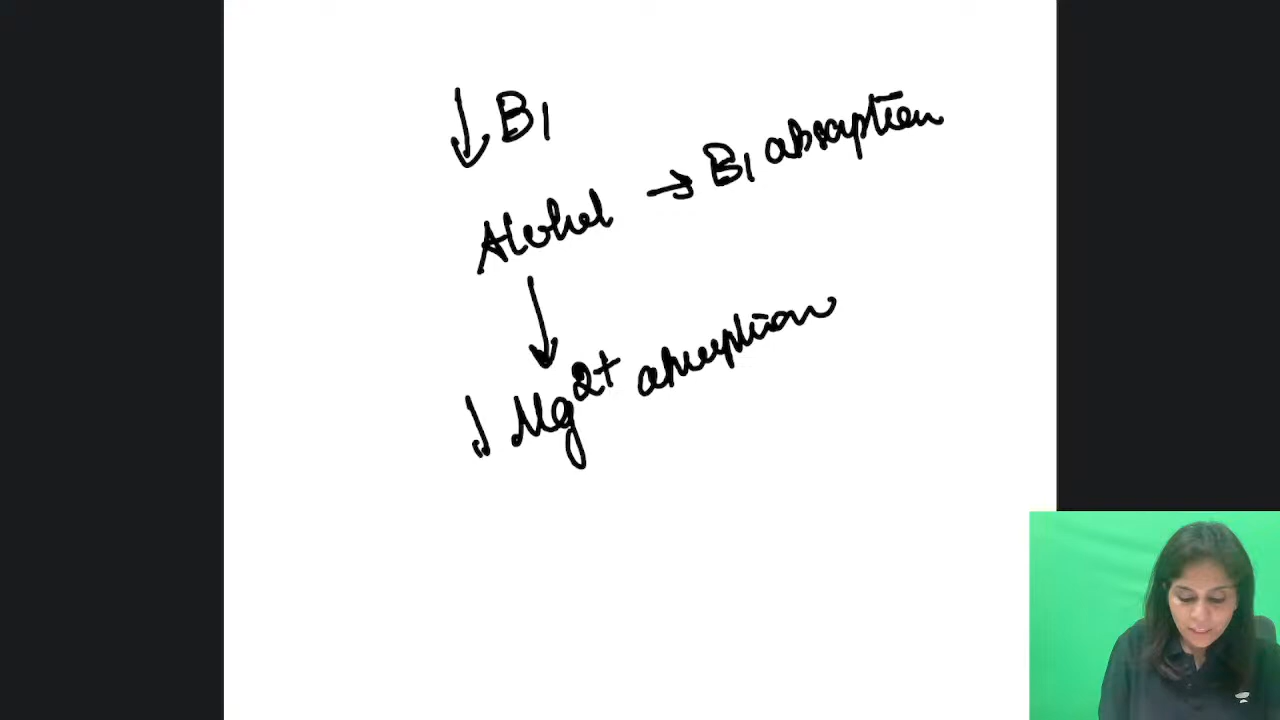 ↓ B1
Alcohol → B1 absorption
↓
↓ Mg2+ absorption